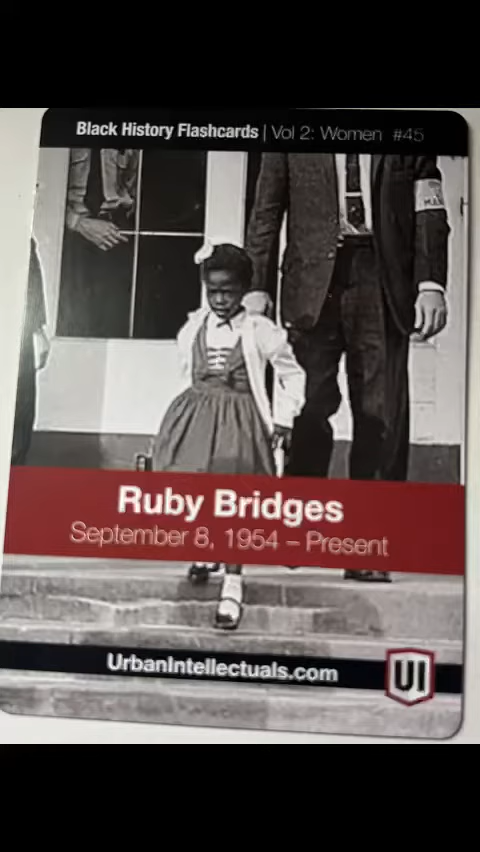 Black History Flashcards | Vol 2: Women #45
Ruby Bridges
September 8, 1954 – Present
UrbanIntellectuals.com
UI